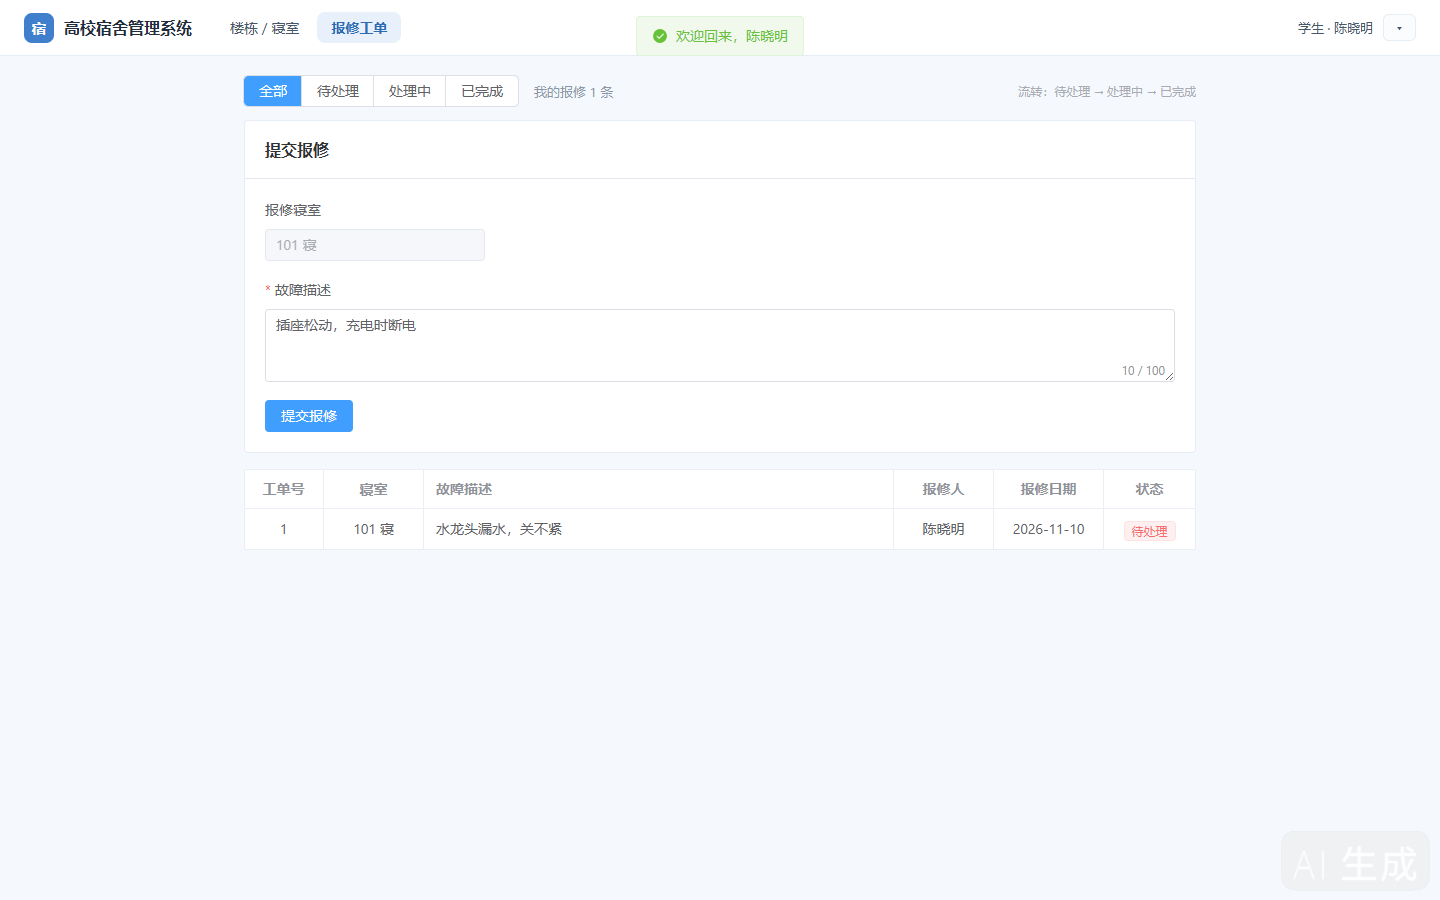 宿 高校宿舍管理系统 楼栋 / 寝室 报修工单 欢迎回来，陈晓明 学生 · 陈晓明
全部 待处理 处理中 已完成 我的报修 1 条 流转：待处理 → 处理中 → 已完成
提交报修
报修寝室
101 寝
* 故障描述
插座松动，充电时断电
10 / 100
提交报修
工单号 寝室 故障描述 报修人 报修日期 状态
1 101 寝 水龙头漏水，关不紧 陈晓明 2026-11-10 待处理
AI 生成